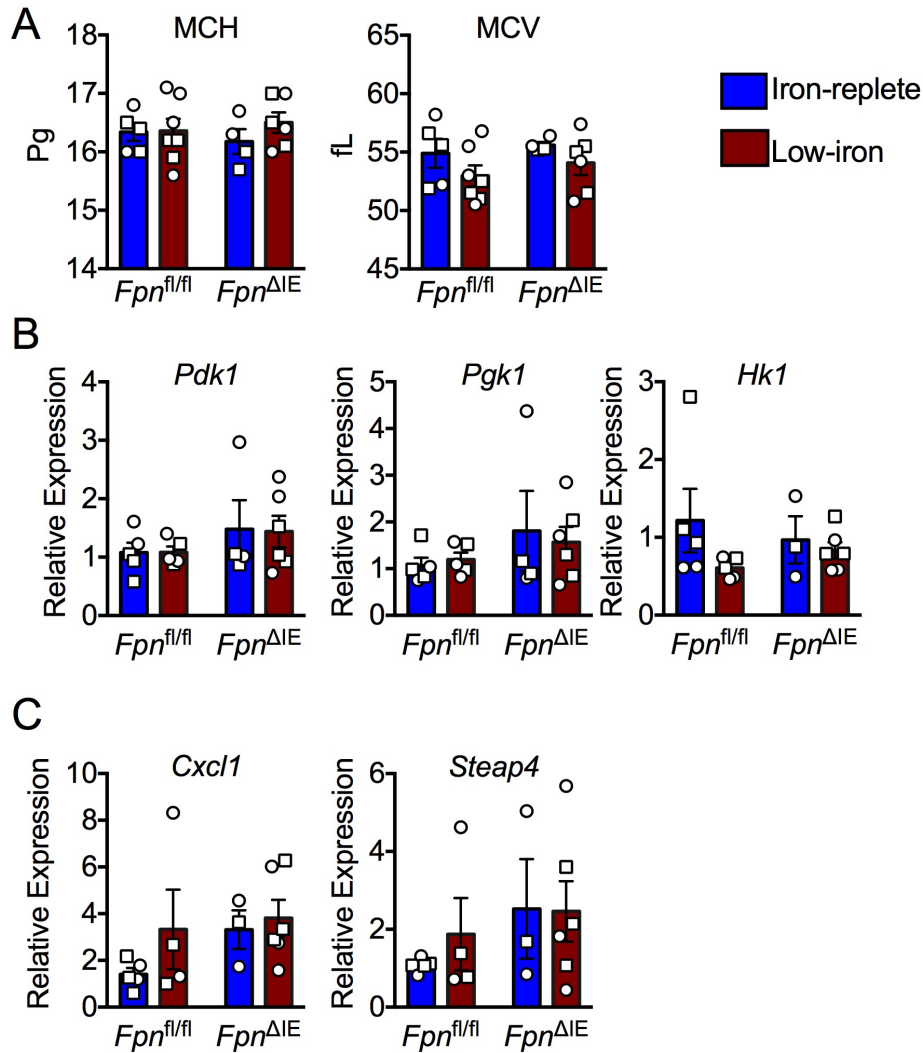 A
MCH
MCV
18
17
16
15
14
Pg
65
60
55
50
45
fL
Iron-replete
Low-iron
Fpn^fl/fl Fpn^ΔIE
Fpn^fl/fl Fpn^ΔIE
B
Pdk1
Pgk1
Hk1
Relative Expression
4
3
2
1
0
Relative Expression
5
4
3
2
1
0
Relative Expression
3
2
1
0
Fpn^fl/fl Fpn^ΔIE
Fpn^fl/fl Fpn^ΔIE
Fpn^fl/fl Fpn^ΔIE
C
Cxcl1
Steap4
Relative Expression
10
8
6
4
2
0
Relative Expression
6
4
2
0
Fpn^fl/fl Fpn^ΔIE
Fpn^fl/fl Fpn^ΔIE